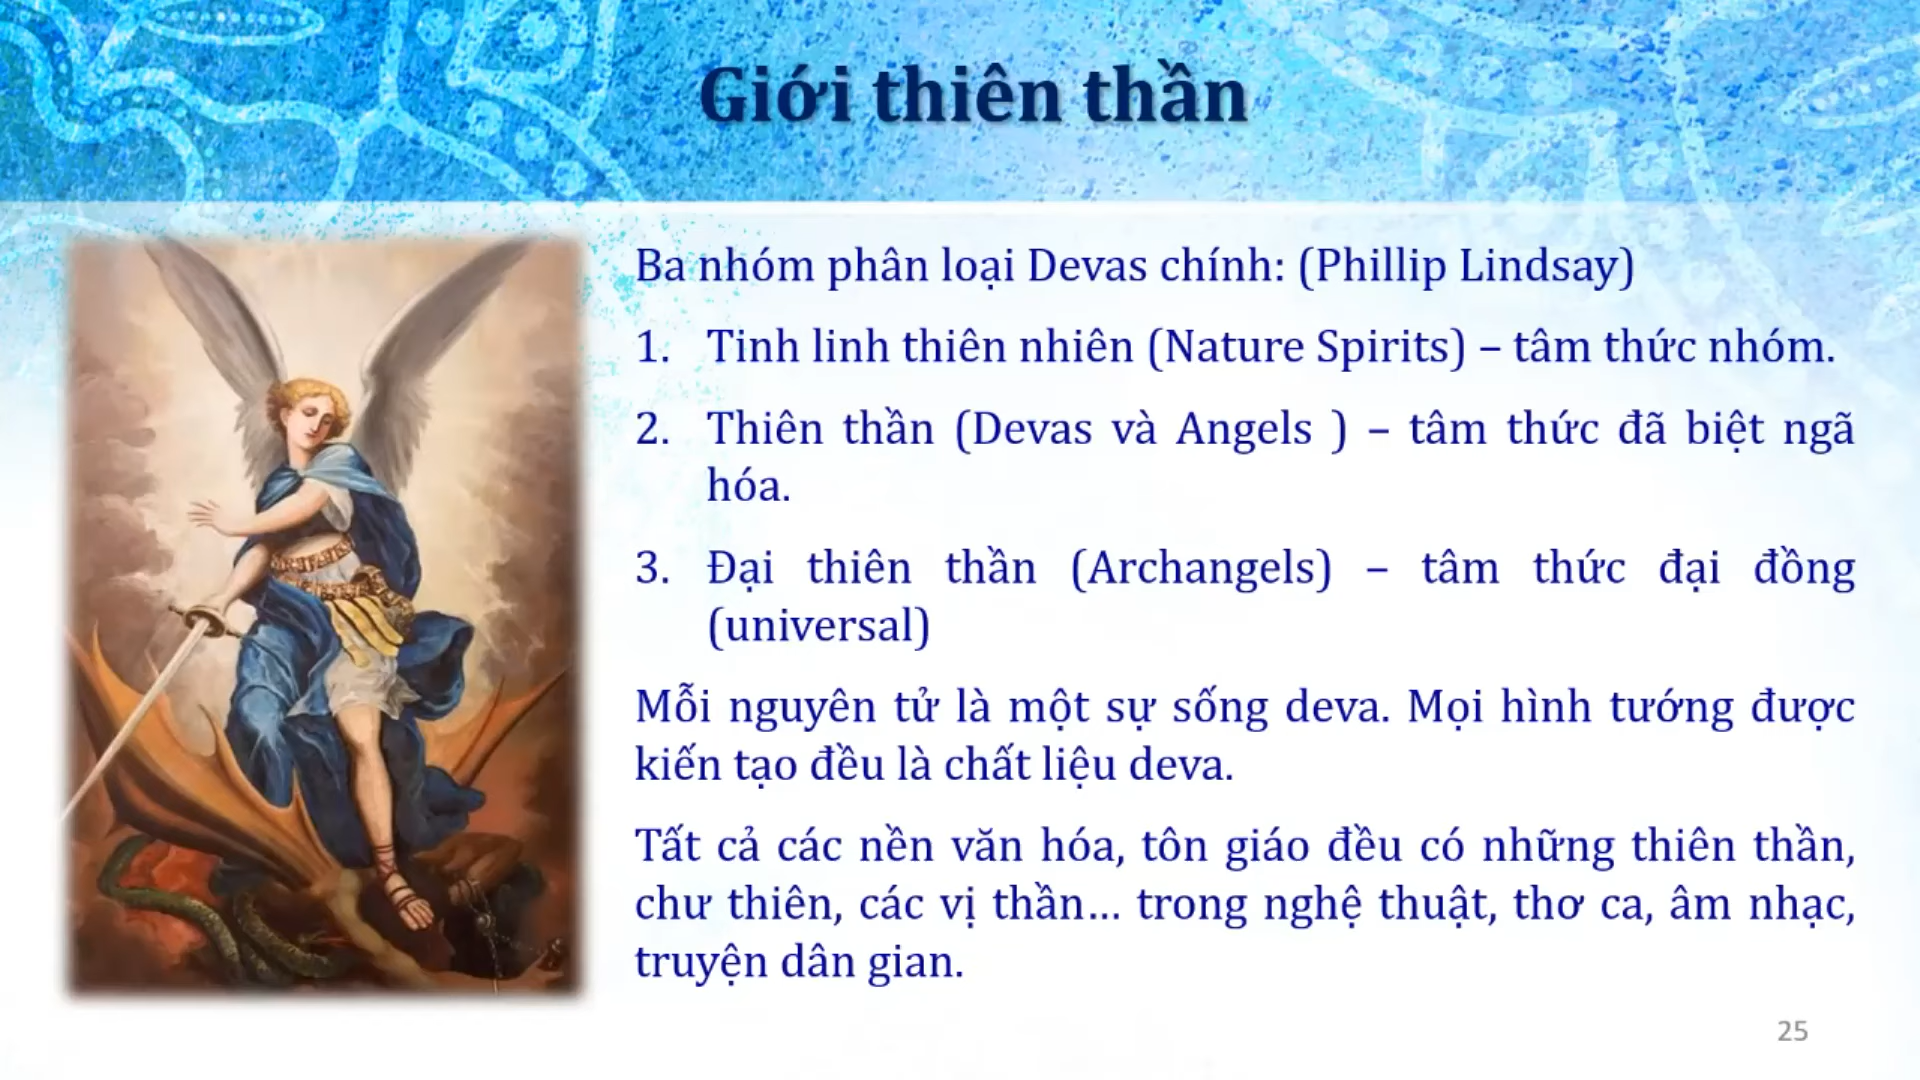 Giới thiên thần
Ba nhóm phân loại Devas chính: (Phillip Lindsay)
1. Tinh linh thiên nhiên (Nature Spirits) – tâm thức nhóm.
2. Thiên thần (Devas và Angels ) – tâm thức đã biệt ngã
hóa.
3. Đại thiên thần (Archangels) – tâm thức đại đồng
(universal)
Mỗi nguyên tử là một sự sống deva. Mọi hình tướng được
kiến tạo đều là chất liệu deva.
Tất cả các nền văn hóa, tôn giáo đều có những thiên thần,
chư thiên, các vị thần... trong nghệ thuật, thơ ca, âm nhạc,
truyện dân gian.
25